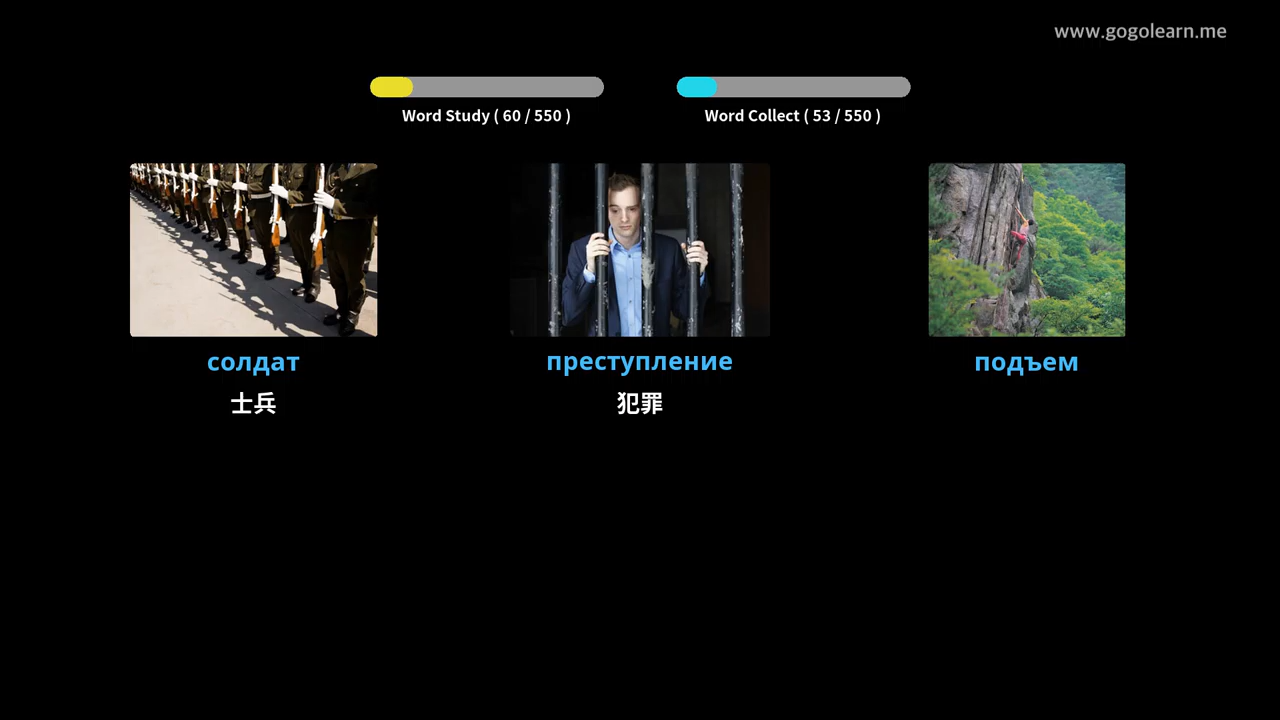 www.gogolearn.me
Word Study ( 60 / 550 )
Word Collect ( 53 / 550 )
солдат
士兵
преступление
犯罪
подъем